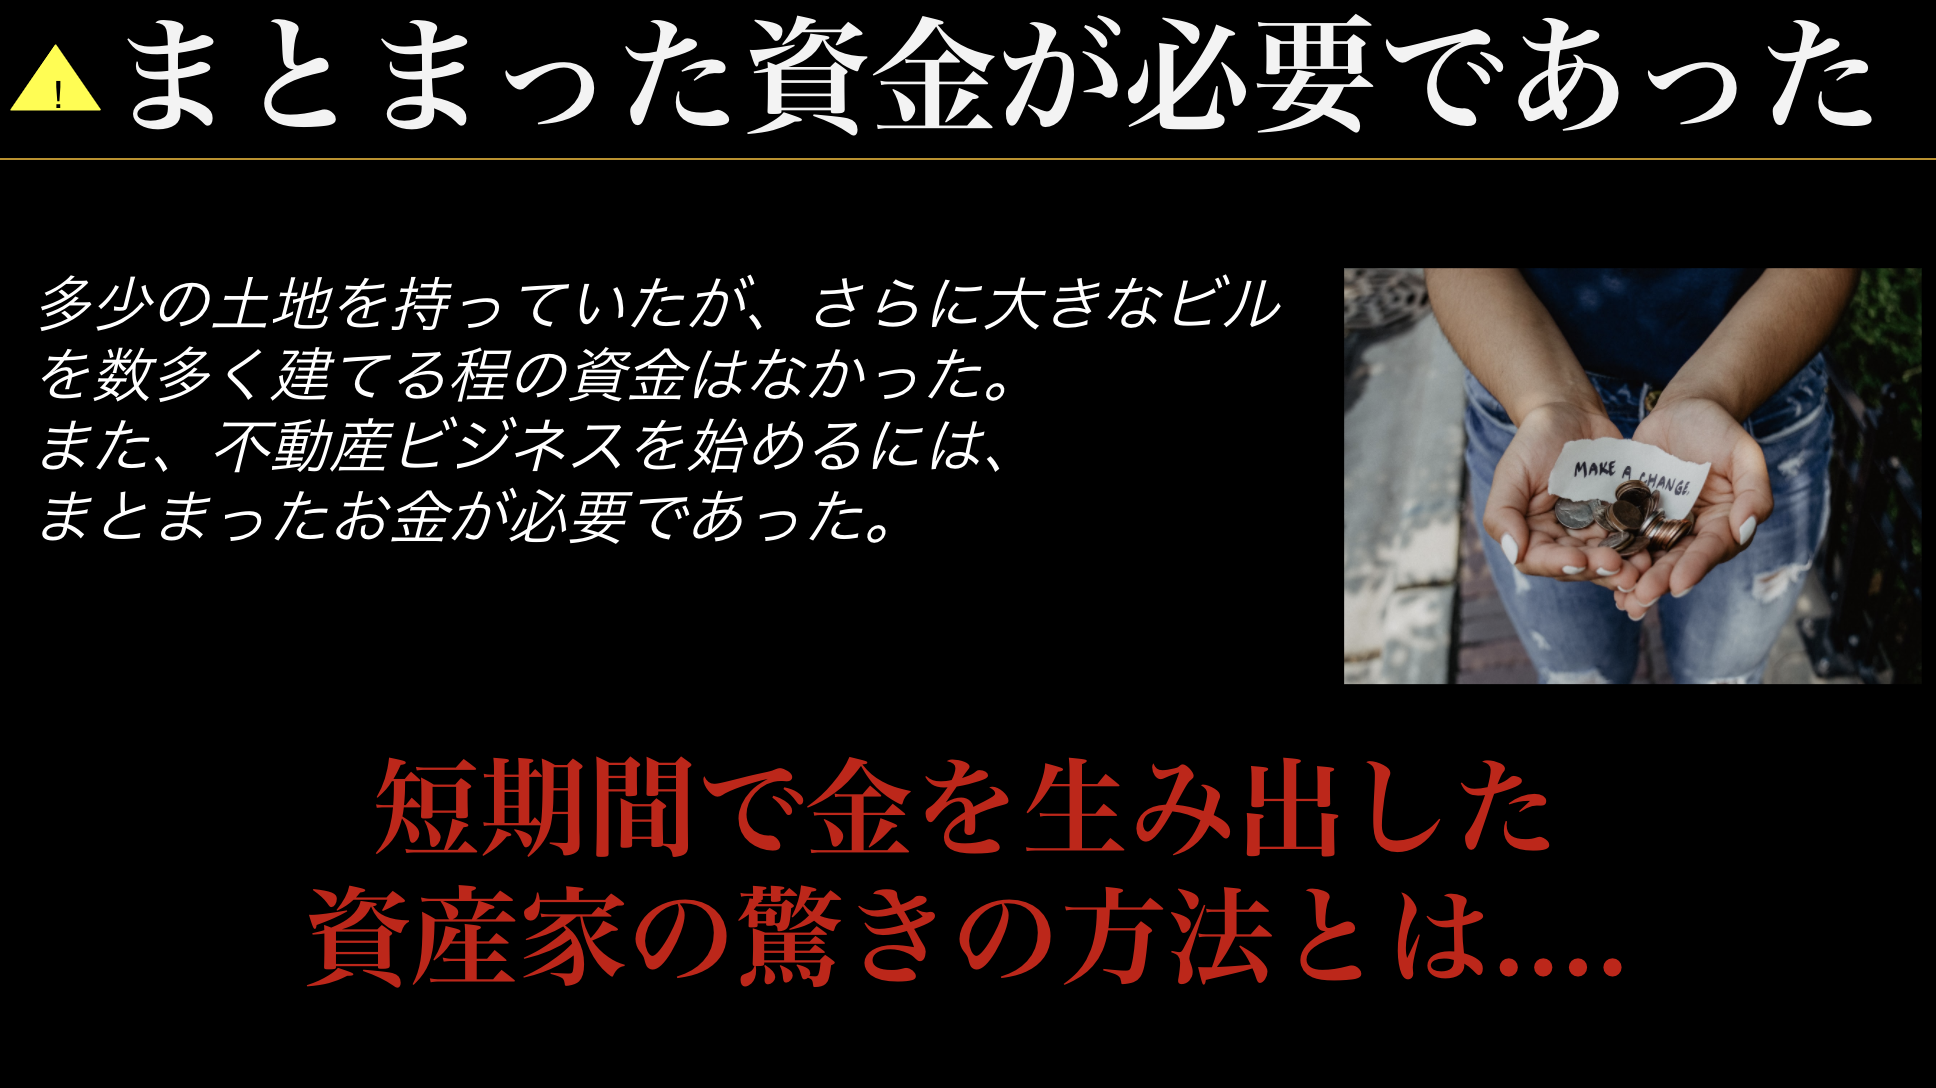 !
まとまった資金が必要であった
多少の土地を持っていたが、さらに大きなビル
を数多く建てる程の資金はなかった。
また、不動産ビジネスを始めるには、
まとまったお金が必要であった。
MAKE A CHANGE
短期間で金を生み出した
資産家の驚きの方法とは....